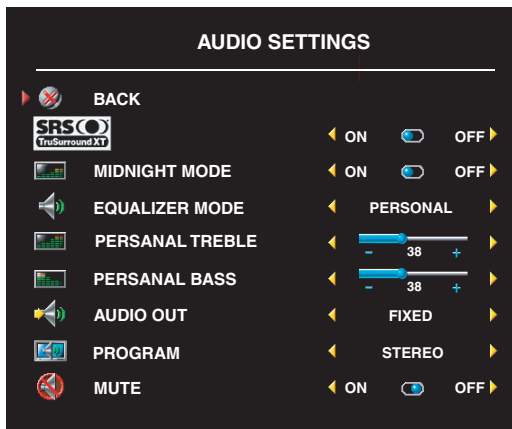 AUDIO SETTINGS
BACK
SRS
TruSurround XT ON OFF
MIDNIGHT MODE ON OFF
EQUALIZER MODE PERSONAL
PERSANAL TREBLE - 38 +
PERSANAL BASS - 38 +
AUDIO OUT FIXED
PROGRAM STEREO
MUTE ON OFF